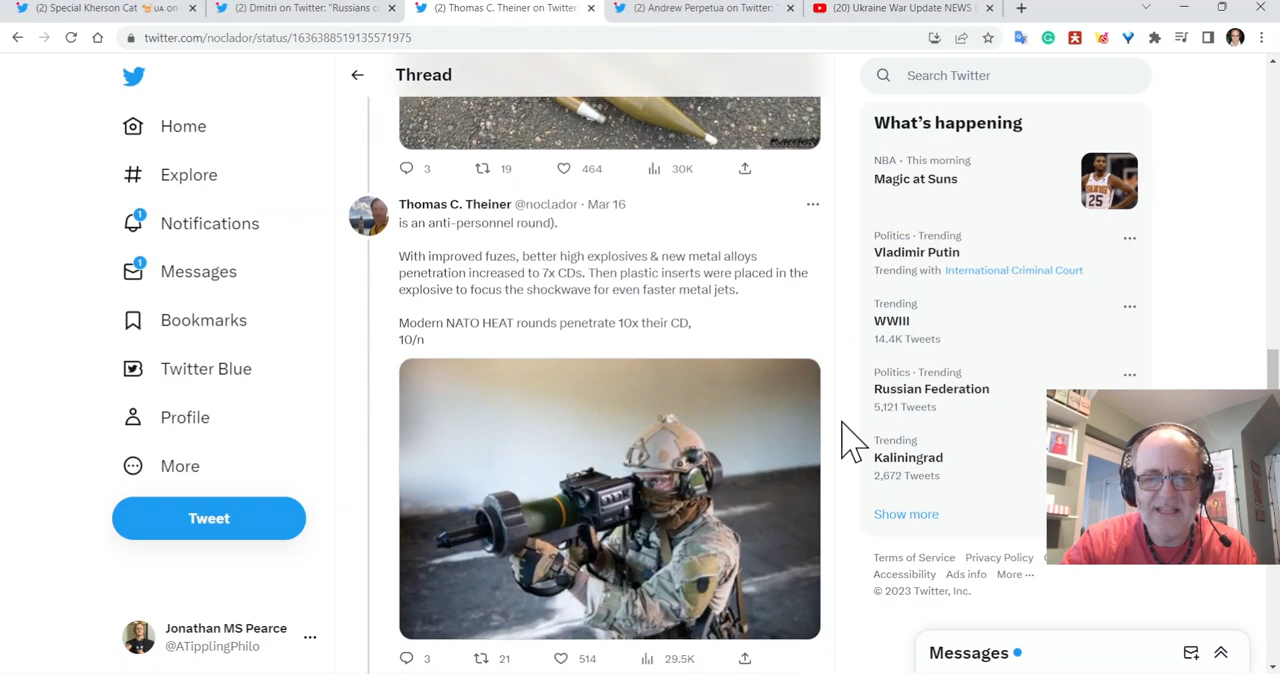 (2) Special Kherson Cat 🐈 UA on
(2) Dmitri on Twitter: "Russians co
(2) Thomas C. Theiner on Twitter
(2) Andrew Perpetua on Twitter: "
(20) Ukraine War Update NEWS (
twitter.com/noclador/status/1636388519135571975
Home
Explore
1
Notifications
1
Messages
Bookmarks
Twitter Blue
Profile
More
Tweet
Jonathan MS Pearce
@ATipplingPhilo
Thread
3 19 464 30K
Thomas C. Theiner @noclador · Mar 16
is an anti-personnel round).
With improved fuzes, better high explosives & new metal alloys
penetration increased to 7x CDs. Then plastic inserts were placed in the
explosive to focus the shockwave for even faster metal jets.
Modern NATO HEAT rounds penetrate 10x their CD,
10/n
3 21 514 29.5K
Search Twitter
What's happening
NBA · This morning
Magic at Suns
SUNS
25
Politics · Trending
Vladimir Putin
Trending with International Criminal Court
Trending
WWIII
14.4K Tweets
Politics · Trending
Russian Federation
5,121 Tweets
Trending
Kaliningrad
2,672 Tweets
Show more
Terms of Service Privacy Policy
Accessibility Ads info More ...
© 2023 Twitter, Inc.
Messages